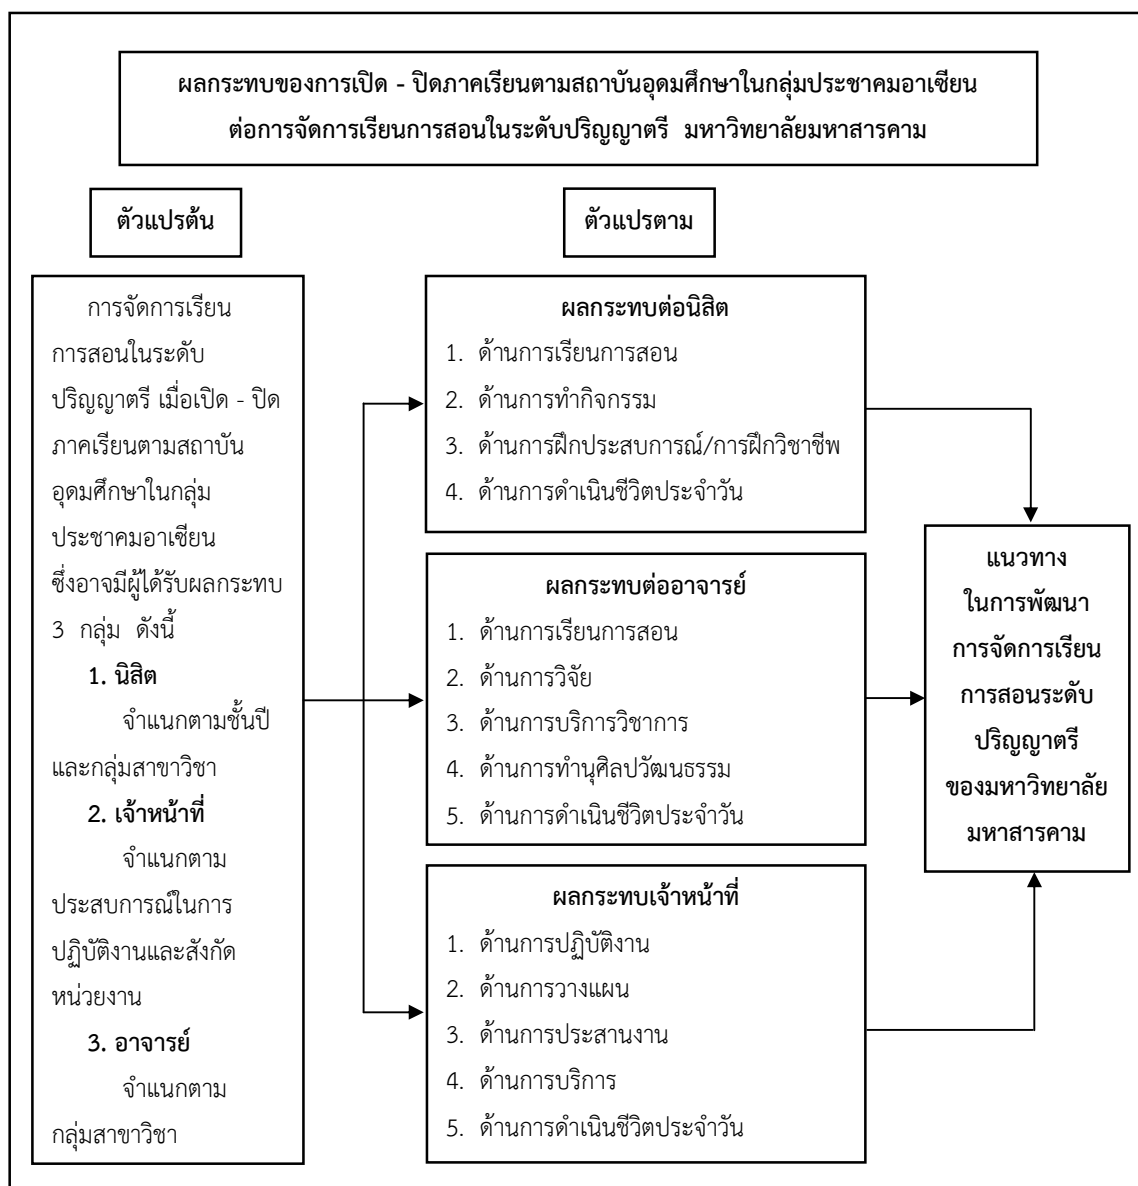 ผลกระทบของการเปิด - ปิดภาคเรียนตามสถาบันอุดมศึกษาในกลุ่มประชาคมอาเซียน
ต่อการจัดการเรียนการสอนในระดับปริญญาตรี มหาวิทยาลัยมหาสารคาม
ตัวแปรต้น
การจัดการเรียน
การสอนในระดับ
ปริญญาตรี เมื่อเปิด - ปิด
ภาคเรียนตามสถาบัน
อุดมศึกษาในกลุ่ม
ประชาคมอาเซียน
ซึ่งอาจมีผู้ได้รับผลกระทบ
3 กลุ่ม ดังนี้
1. นิสิต
จำแนกตามชั้นปี
และกลุ่มสาขาวิชา
2. เจ้าหน้าที่
จำแนกตาม
ประสบการณ์ในการ
ปฏิบัติงานและสังกัด
หน่วยงาน
3. อาจารย์
จำแนกตาม
กลุ่มสาขาวิชา
ตัวแปรตาม
ผลกระทบต่อนิสิต
1. ด้านการเรียนการสอน
2. ด้านการทำกิจกรรม
3. ด้านการฝึกประสบการณ์/การฝึกวิชาชีพ
4. ด้านการดำเนินชีวิตประจำวัน
ผลกระทบต่ออาจารย์
1. ด้านการเรียนการสอน
2. ด้านการวิจัย
3. ด้านการบริการวิชาการ
4. ด้านการทำนุศิลปวัฒนธรรม
5. ด้านการดำเนินชีวิตประจำวัน
ผลกระทบเจ้าหน้าที่
1. ด้านการปฏิบัติงาน
2. ด้านการวางแผน
3. ด้านการประสานงาน
4. ด้านการบริการ
5. ด้านการดำเนินชีวิตประจำวัน
แนวทาง
ในการพัฒนา
การจัดการเรียน
การสอนระดับ
ปริญญาตรี
ของมหาวิทยาลัย
มหาสารคาม